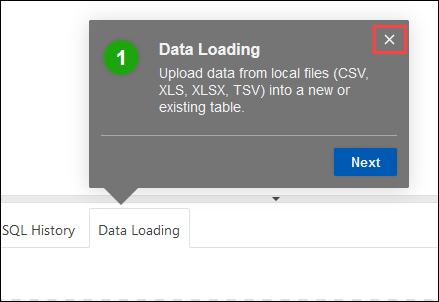 1
Data Loading
Upload data from local files (CSV,
XLS, XLSX, TSV) into a new or
existing table.
Next
SQL History
Data Loading